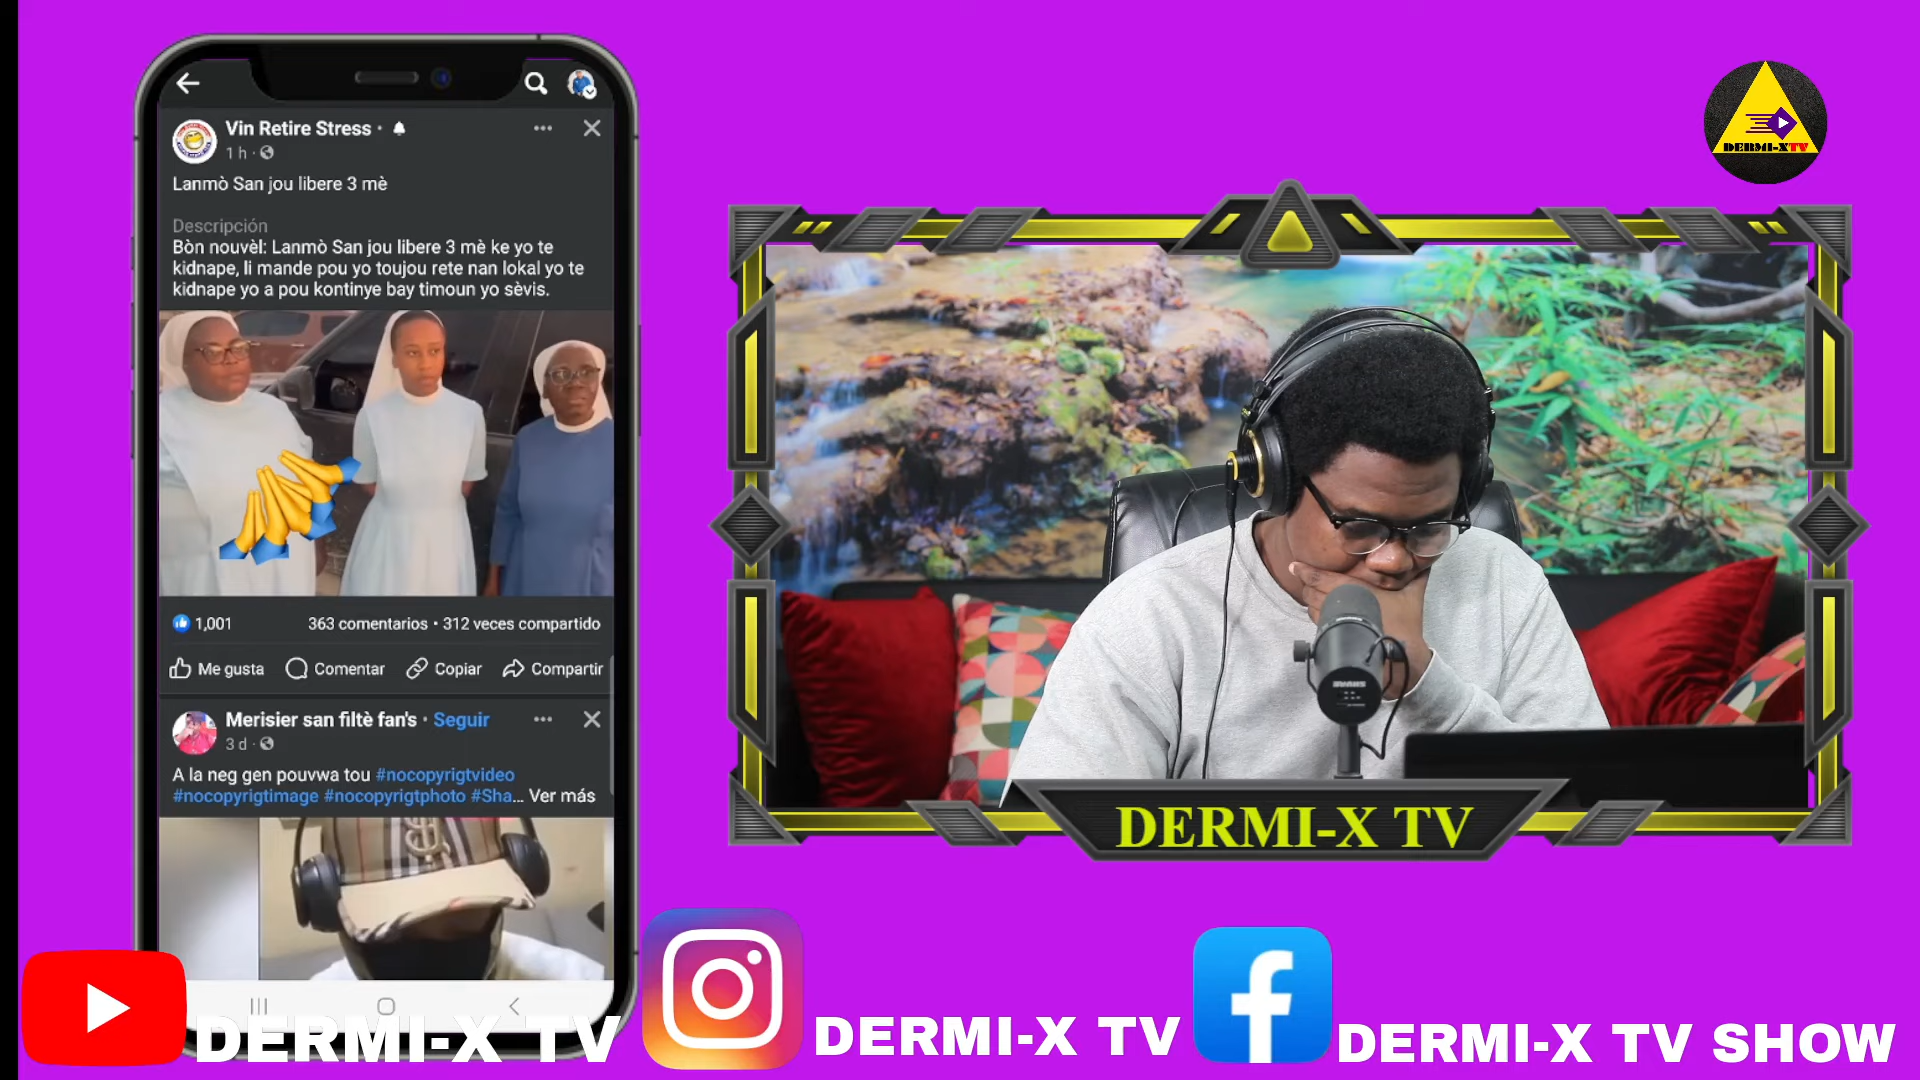 Vin Retire Stress ·
1 h ·
Lanmò San jou libere 3 mè
Descripción
Bòn nouvèl: Lanmò San jou libere 3 mè ke yo te
kidnape, li mande pou yo toujou rete nan lokal yo te
kidnape yo a pou kontinye bay timoun yo sèvis.
1,001
363 comentarios • 312 veces compartido
Me gusta
Comentar
Copiar
Compartir
Merisier san filtè fan's · Seguir
3 d ·
A la neg gen pouvwa tou #nocopyrigtvideo
#nocopyrigtimage #nocopyrigtphoto #Sha... Ver más
DERMI-XTV
DERMI-X TV
DERMI-X TV
DERMI-X TV
DERMI-X TV SHOW